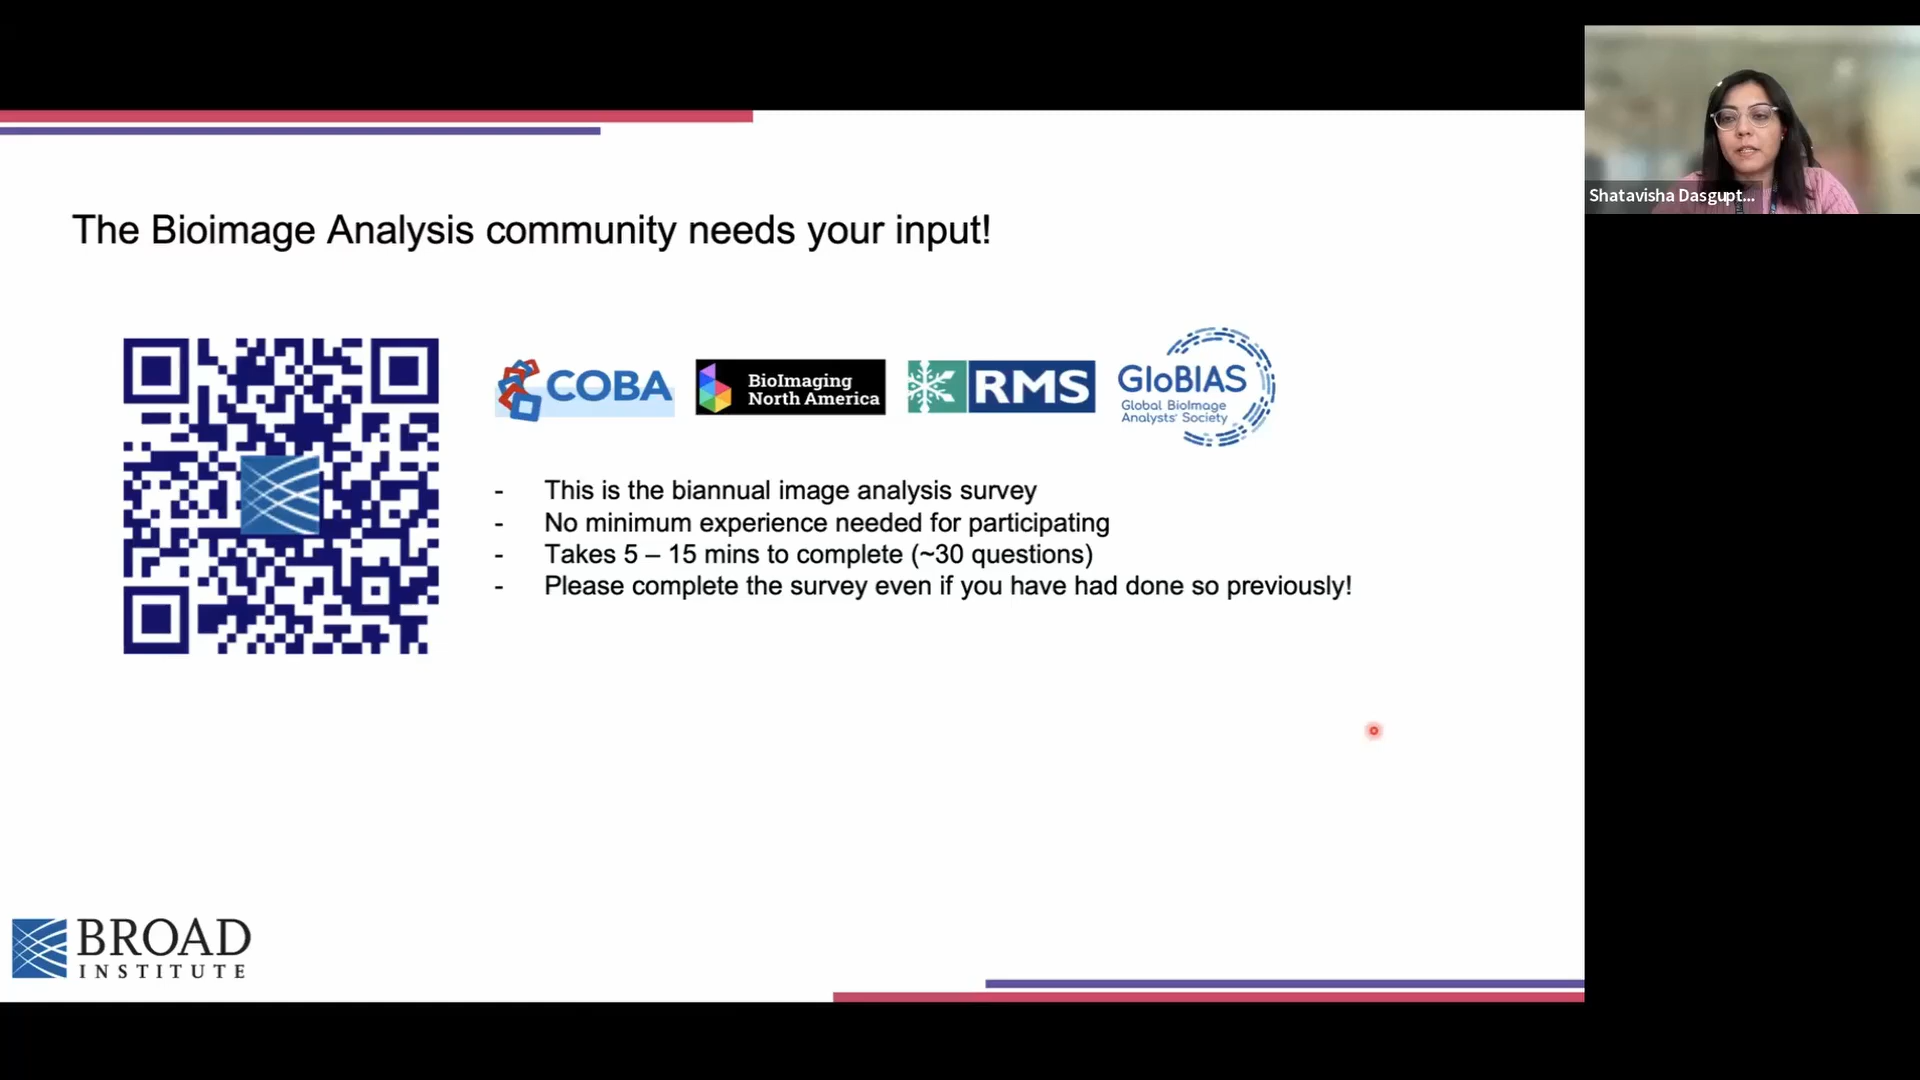 Shatavisha Dasgupt...
The Bioimage Analysis community needs your input!
COBA
BioImaging
North America
RMS
GloBIAS
Global BioImage
Analysts' Society
- This is the biannual image analysis survey
- No minimum experience needed for participating
- Takes 5 – 15 mins to complete (~30 questions)
- Please complete the survey even if you have had done so previously!
BROAD
INSTITUTE